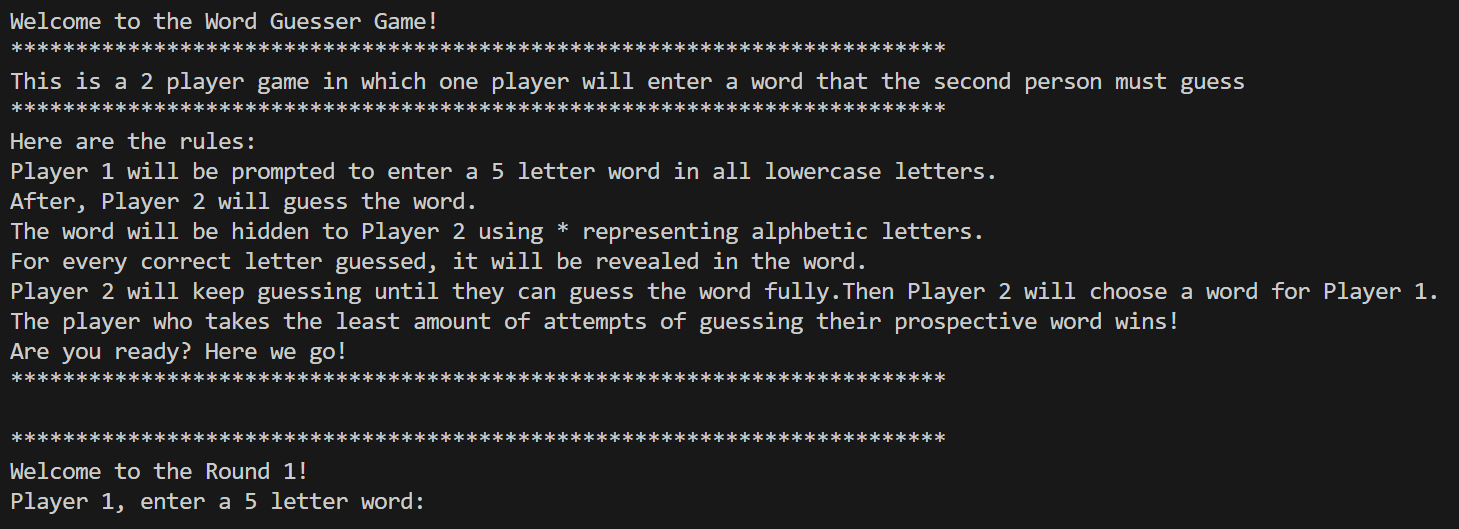 Welcome to the Word Guesser Game!
************************************************************************
This is a 2 player game in which one player will enter a word that the second person must guess
************************************************************************
Here are the rules:
Player 1 will be prompted to enter a 5 letter word in all lowercase letters.
After, Player 2 will guess the word.
The word will be hidden to Player 2 using * representing alphbetic letters.
For every correct letter guessed, it will be revealed in the word.
Player 2 will keep guessing until they can guess the word fully.Then Player 2 will choose a word for Player 1.
The player who takes the least amount of attempts of guessing their prospective word wins!
Are you ready? Here we go!
************************************************************************
************************************************************************
Welcome to the Round 1!
Player 1, enter a 5 letter word: